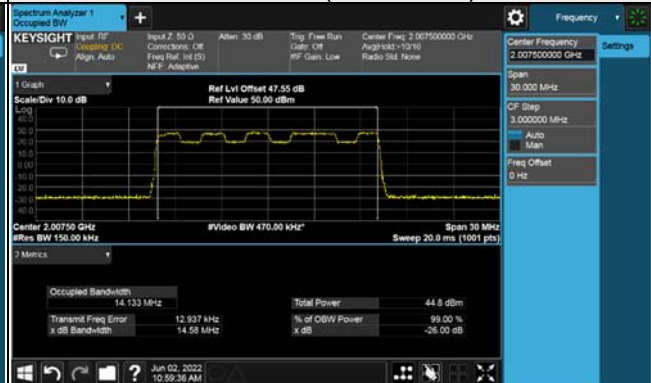 Spectrum Analyzer 1
Occupied BW
+
Frequency
KEYSIGHT
Input: RF
Coupling: DC
Align: Auto
Input Z: 50 Ω
Corrections: Off
Freq Ref: Int (S)
NFE: Adaptive
Atten: 30 dB
Trig: Free Run
Gate: Off
#IF Gain: Low
Center Freq: 2.007500000 GHz
Avg|Hold:>10/10
Radio Std: None
LW
Center Frequency
2.007500000 GHz
Settings
Span
30.000 MHz
CF Step
3.000000 MHz
Auto
Man
Freq Offset
0 Hz
1 Graph
Scale/Div 10.0 dB
Ref Lvl Offset 47.55 dB
Ref Value 50.00 dBm
Log
40.0
30.0
20.0
10.0
0.00
-10.0
-20.0
-30.0
-40.0
Center 2.00750 GHz
#Res BW 150.00 kHz
#Video BW 470.00 kHz*
Span 30 MHz
Sweep 20.0 ms (1001 pts)
2 Metrics
Occupied Bandwidth
14.133 MHz
Total Power 44.8 dBm
Transmit Freq Error 12.937 kHz
% of OBW Power 99.00 %
x dB Bandwidth 14.58 MHz
x dB -26.00 dB
?
Jun 02, 2022
10:59:36 AM